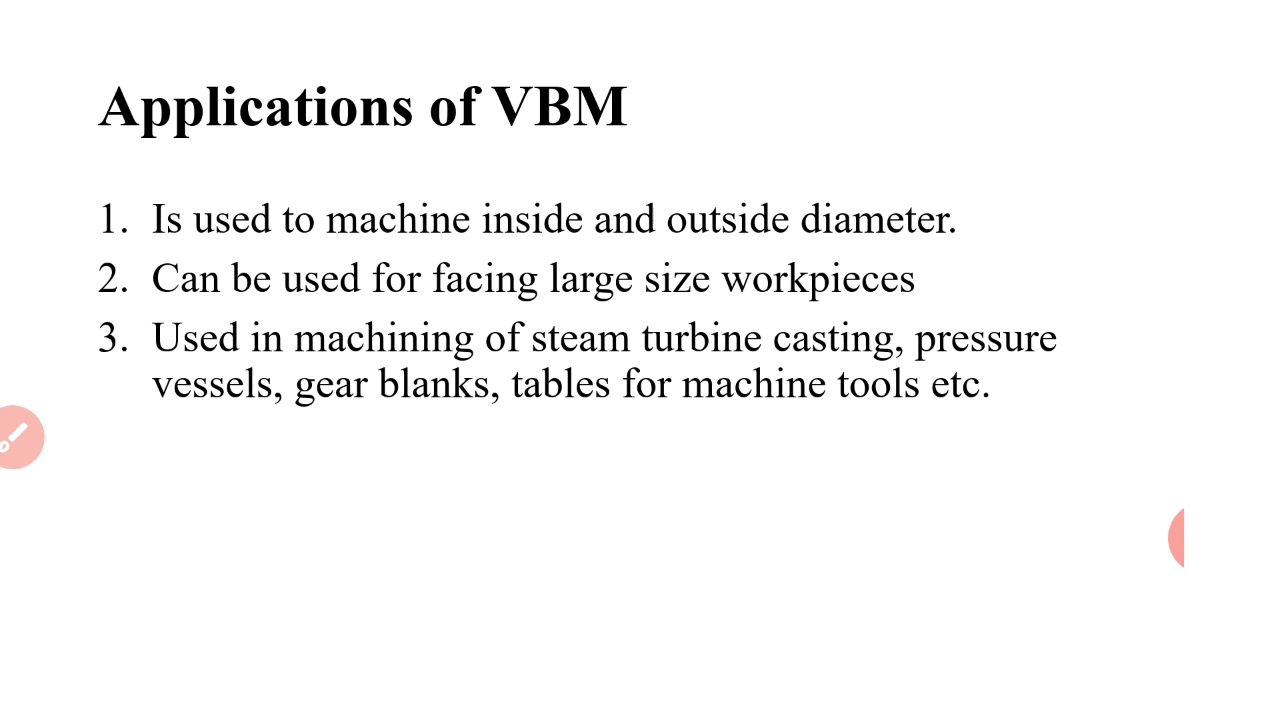 Applications of VBM
1. Is used to machine inside and outside diameter.
2. Can be used for facing large size workpieces
3. Used in machining of steam turbine casting, pressure
vessels, gear blanks, tables for machine tools etc.